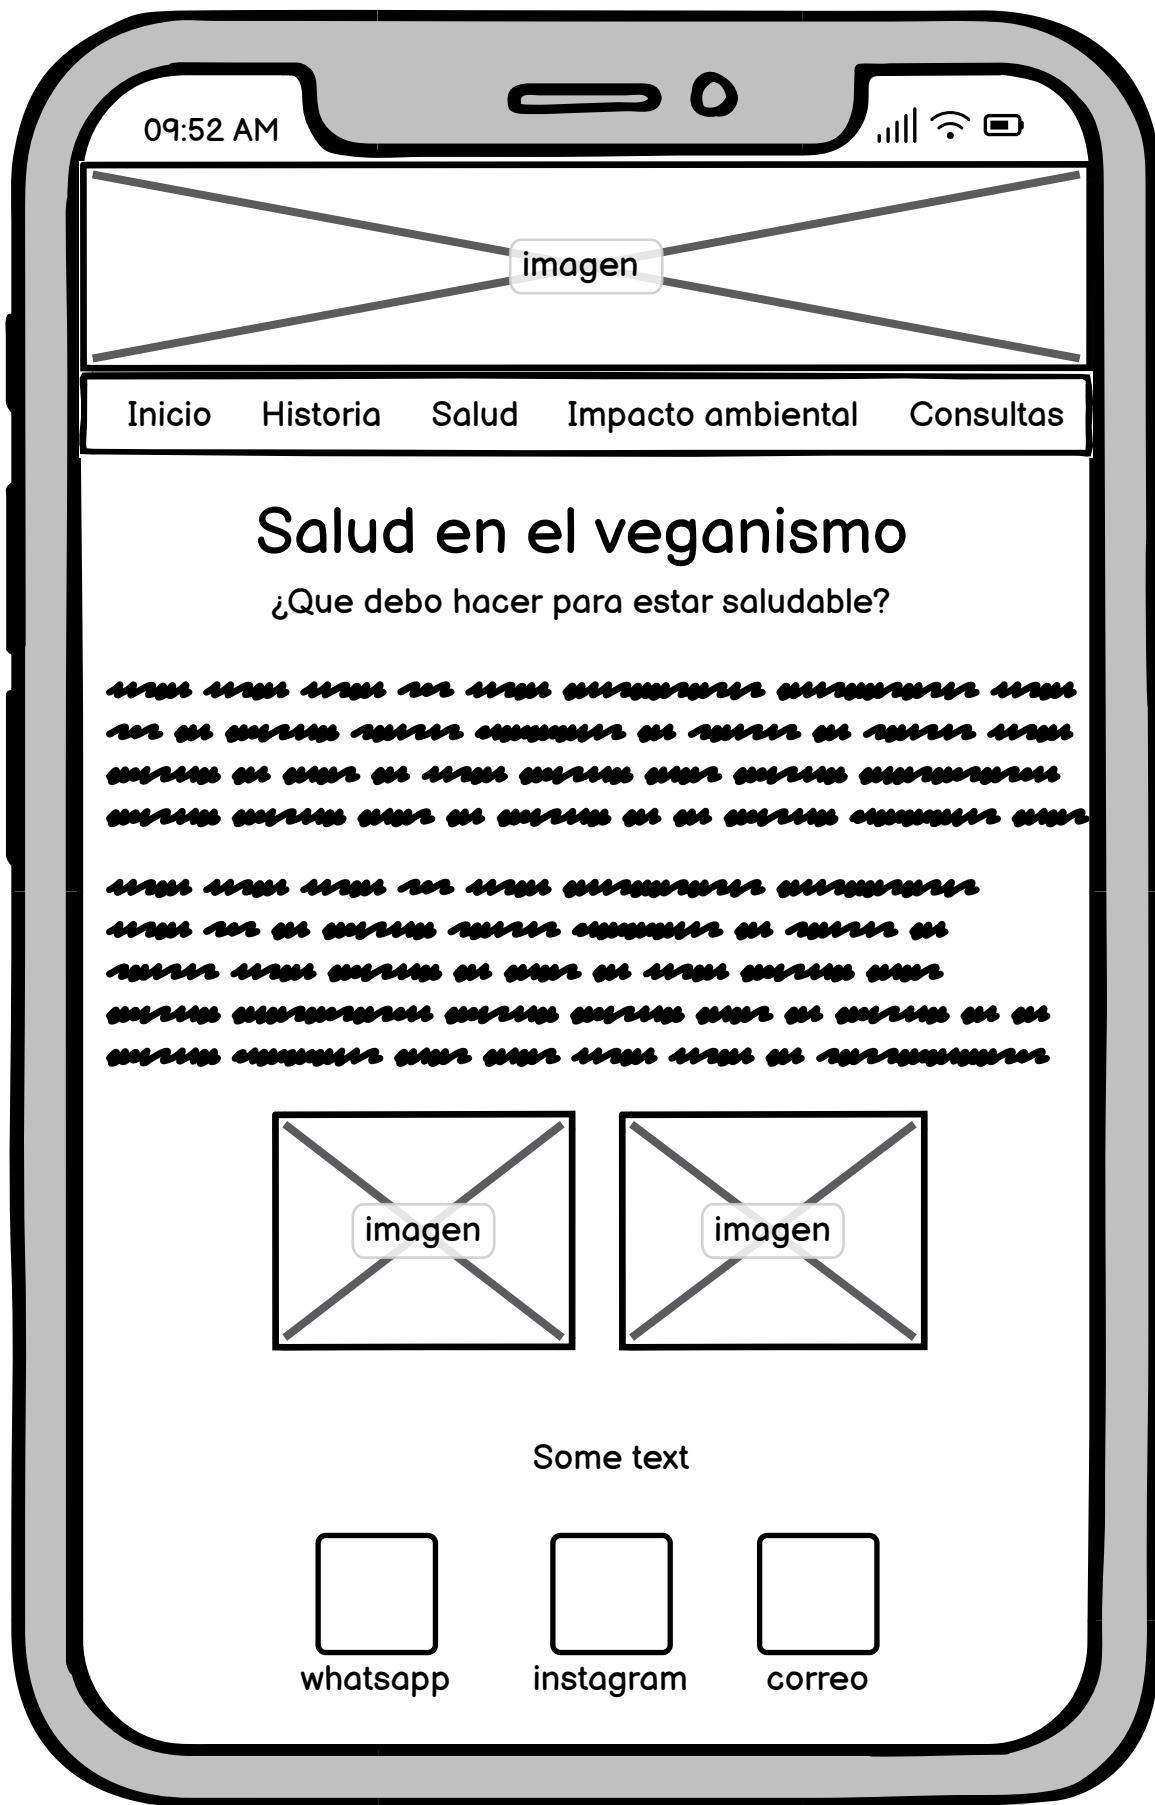 09:52 AM
imagen
Inicio Historia Salud Impacto ambiental Consultas
Salud en el veganismo
¿Que debo hacer para estar saludable?
imagen imagen
Some text
whatsapp instagram correo